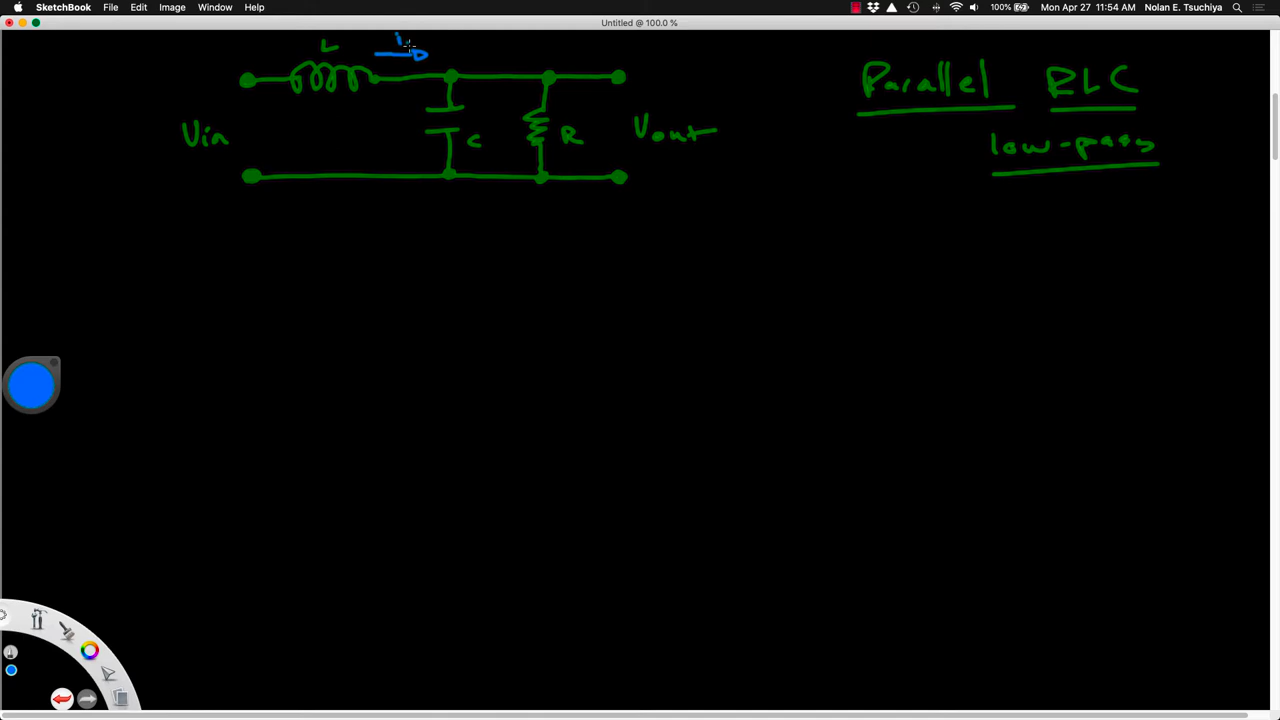 SketchBook File Edit Image Window Help 100% Mon Apr 27 11:54 AM Nolan E. Tsuchiya
Untitled @ 100.0 %
L i
Parallel RLC
Vin C R Vout
low-pass